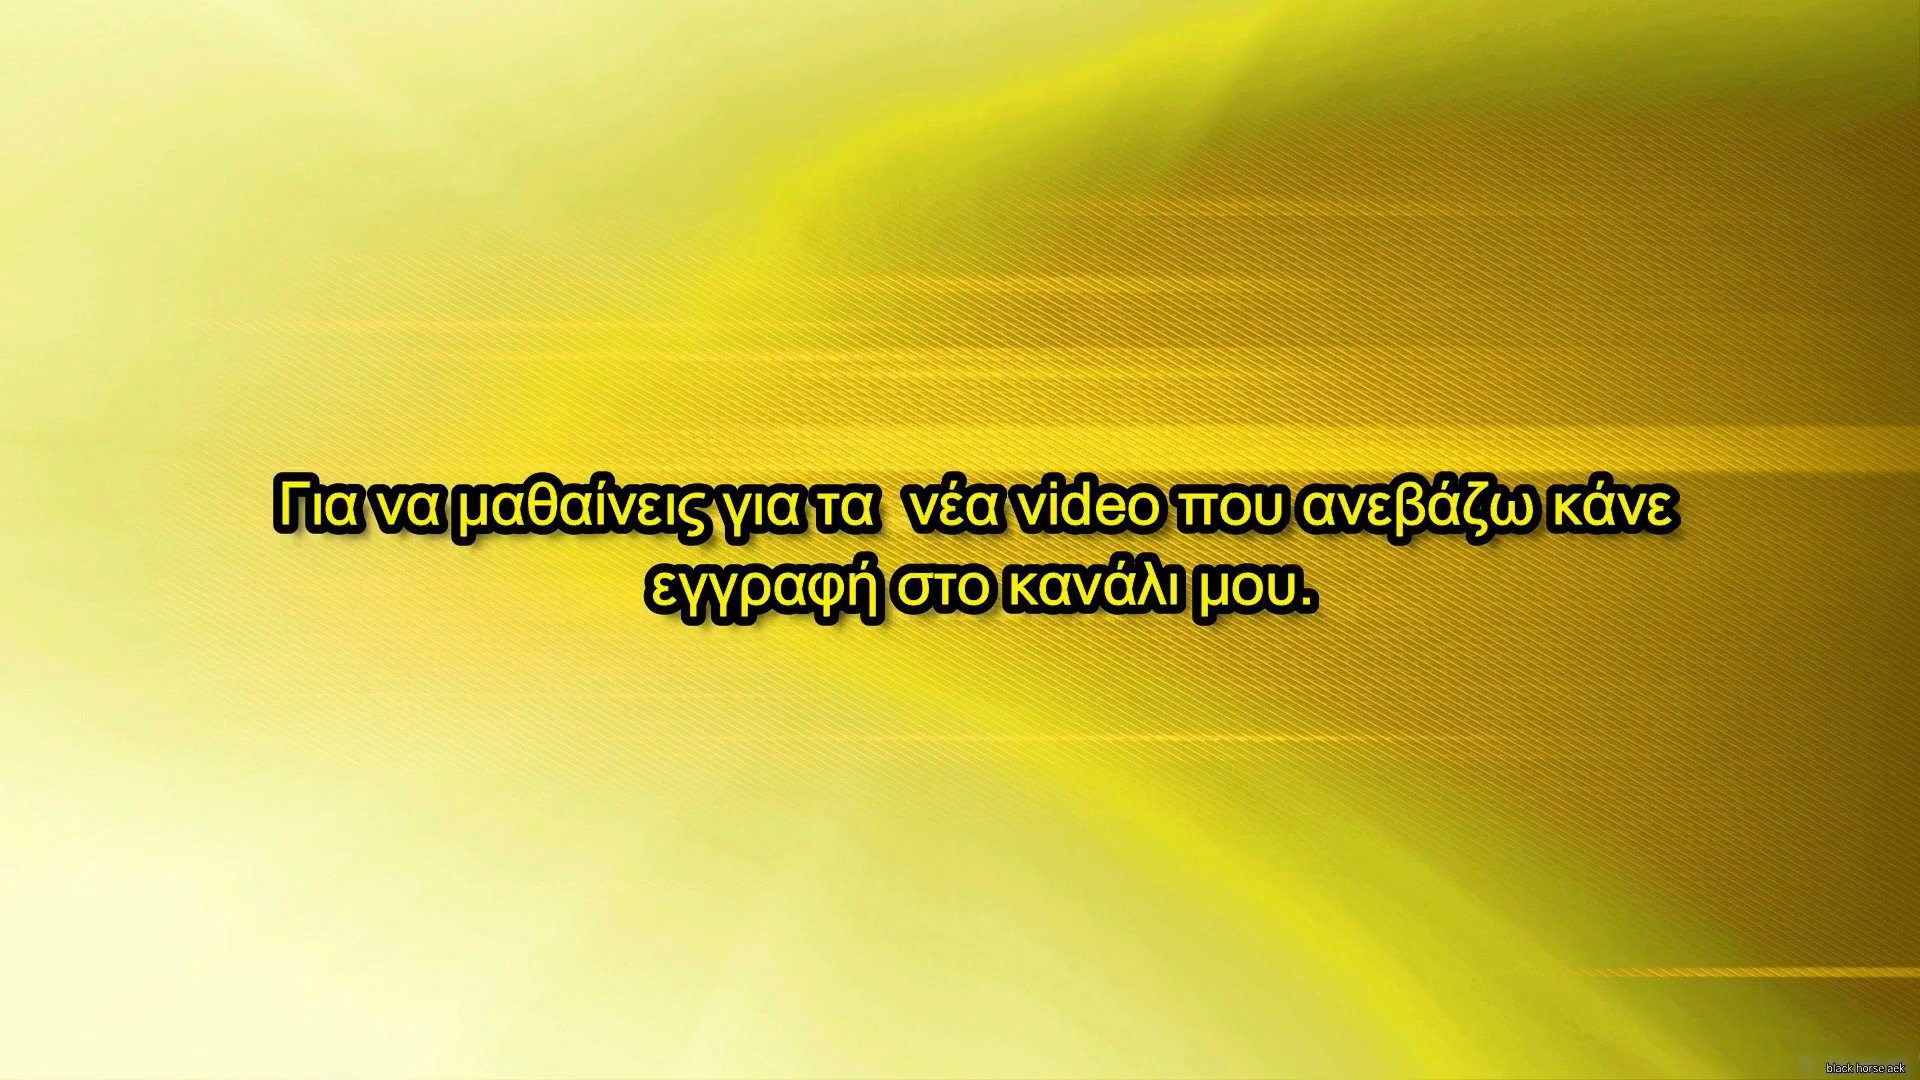 Για να μαθαίνεις για τα  νέα video που ανεβάζω κάνε
εγγραφή στο κανάλι μου.
black horse aek